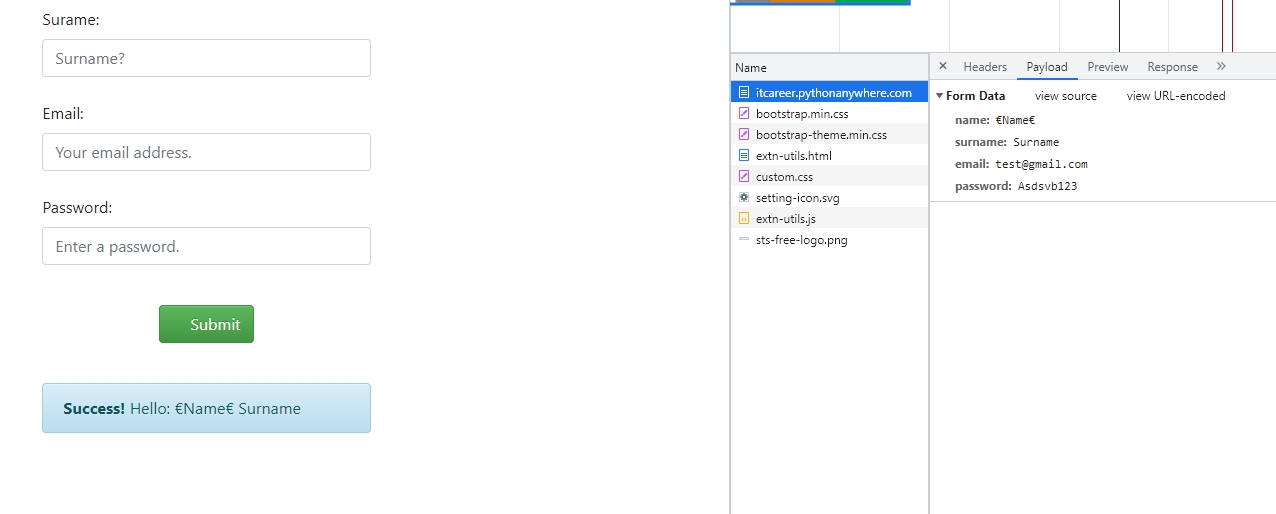 Surame:
Surname?
Email:
Your email address.
Password:
Enter a password.
Submit
Success! Hello: €Name€ Surname
Name
itcareer.pythonanywhere.com
bootstrap.min.css
bootstrap-theme.min.css
extn-utils.html
custom.css
setting-icon.svg
extn-utils.js
sts-free-logo.png
× Headers Payload Preview Response »
Form Data view source view URL-encoded
name: €Name€
surname: Surname
email: test@gmail.com
password: Asdsvb123